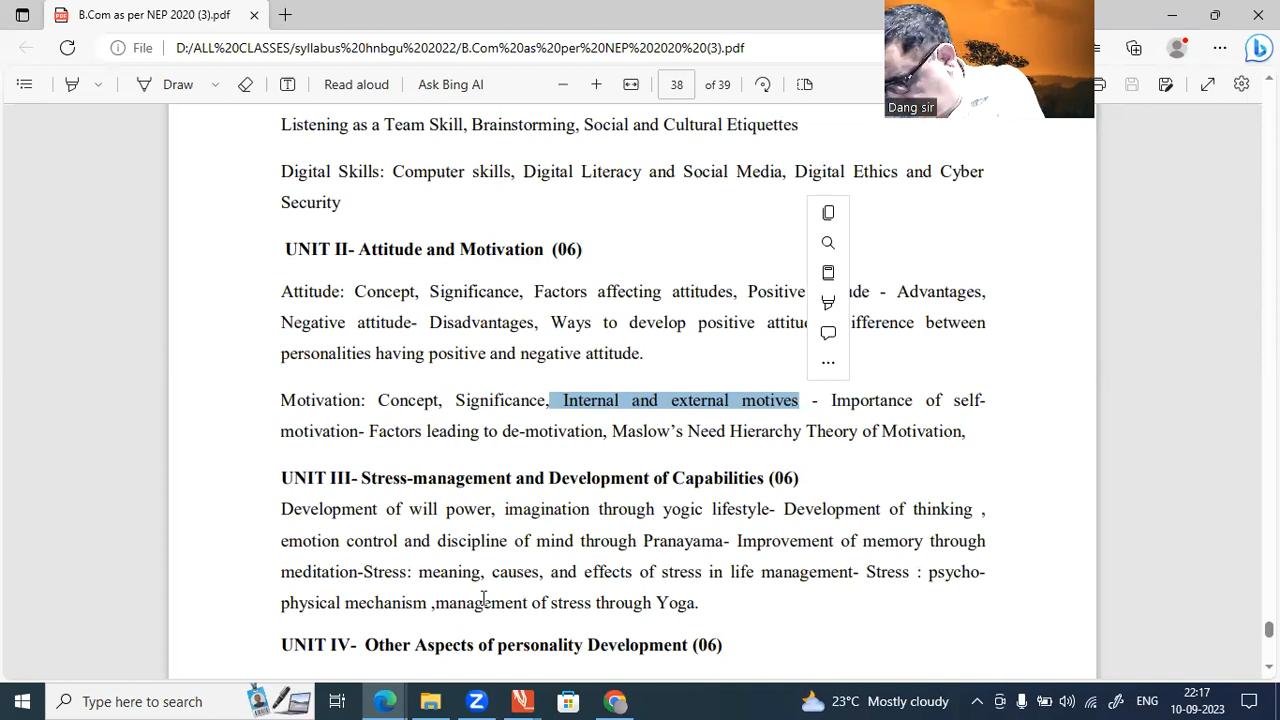 B.Com as per NEP 2020 (3).pdf
File
D:/ALL%20CLASSES/syllabus%20hnbgu%202022/B.Com%20as%20per%20NEP%202020%20(3).pdf
Draw
Read aloud
Ask Bing AI
38 of 39
Dang sir
Listening as a Team Skill, Brainstorming, Social and Cultural Etiquettes
Digital Skills: Computer skills, Digital Literacy and Social Media, Digital Ethics and Cyber
Security
UNIT II- Attitude and Motivation (06)
Attitude: Concept, Significance, Factors affecting attitudes, Positive ude - Advantages,
Negative attitude- Disadvantages, Ways to develop positive attitu ifference between
personalities having positive and negative attitude.
Motivation: Concept, Significance, Internal and external motives - Importance of self-
motivation- Factors leading to de-motivation, Maslow's Need Hierarchy Theory of Motivation,
UNIT III- Stress-management and Development of Capabilities (06)
Development of will power, imagination through yogic lifestyle- Development of thinking ,
emotion control and discipline of mind through Pranayama- Improvement of memory through
meditation-Stress: meaning, causes, and effects of stress in life management- Stress : psycho-
physical mechanism ,management of stress through Yoga.
UNIT IV- Other Aspects of personality Development (06)
Type here to search
23°C Mostly cloudy
ENG
22:17
10-09-2023